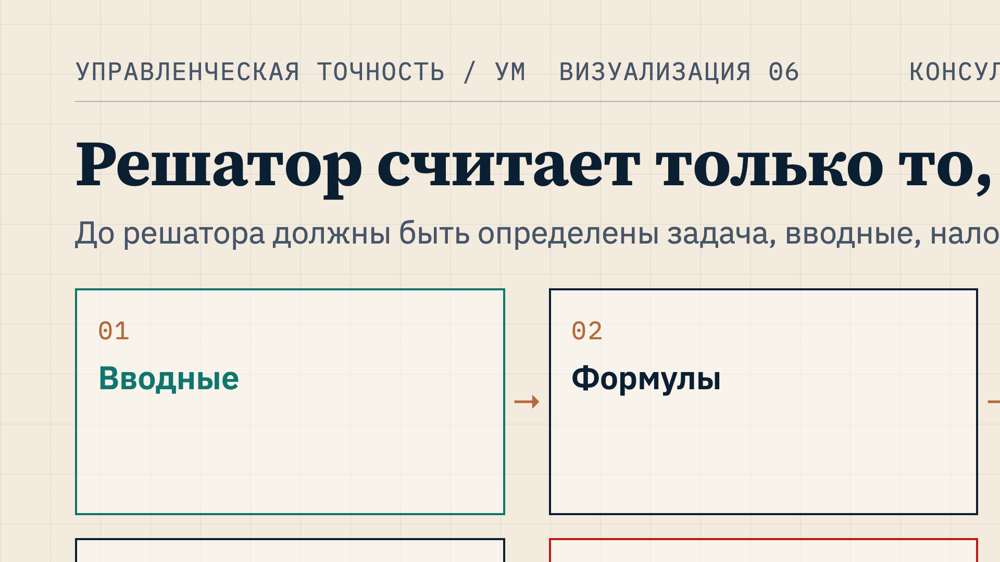 УПРАВЛЕНЧЕСКАЯ ТОЧНОСТЬ / УМ ВИЗУАЛИЗАЦИЯ 06
Решатор считает только то,
До решатора должны быть определены задача, вводные,
01
Вводные
→
02
Формулы